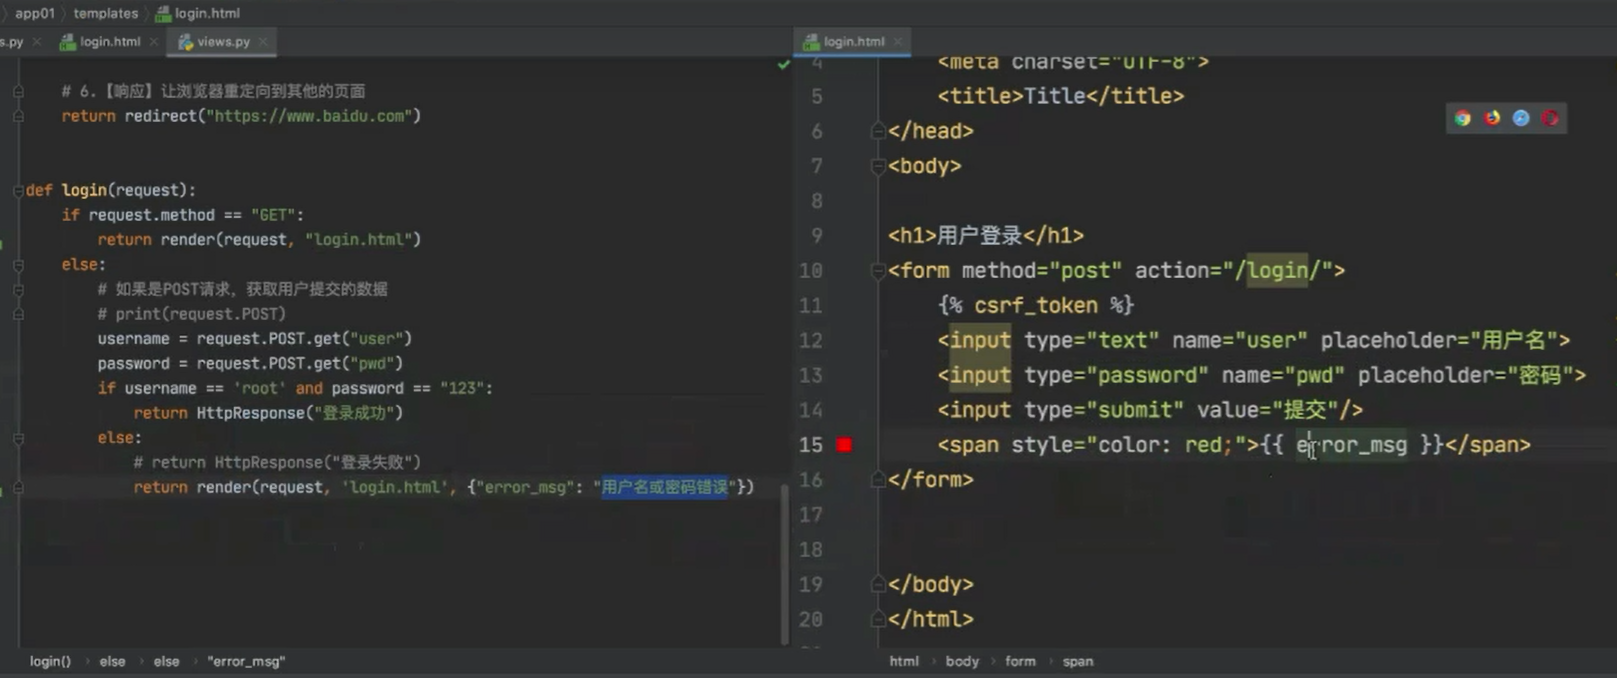 app01 templates login.html
s.py login.html views.py
# 6.【响应】让浏览器重定向到其他的页面
return redirect("https://www.baidu.com")
def login(request):
if request.method == "GET":
return render(request, "login.html")
else:
# 如果是POST请求，获取用户提交的数据
# print(request.POST)
username = request.POST.get("user")
password = request.POST.get("pwd")
if username == 'root' and password == "123":
return HttpResponse("登录成功")
else:
# return HttpResponse("登录失败")
return render(request, 'login.html', {"error_msg": "用户名或密码错误"})
login() else else "error_msg"
login.html
4 <meta charset="UTF-8">
5 <title>Title</title>
6 </head>
7 <body>
8
9 <h1>用户登录</h1>
10 <form method="post" action="/login/">
11 {% csrf_token %}
12 <input type="text" name="user" placeholder="用户名">
13 <input type="password" name="pwd" placeholder="密码">
14 <input type="submit" value="提交"/>
15 <span style="color: red;">{{ error_msg }}</span>
16 </form>
17
18
19 </body>
20 </html>
html body form span